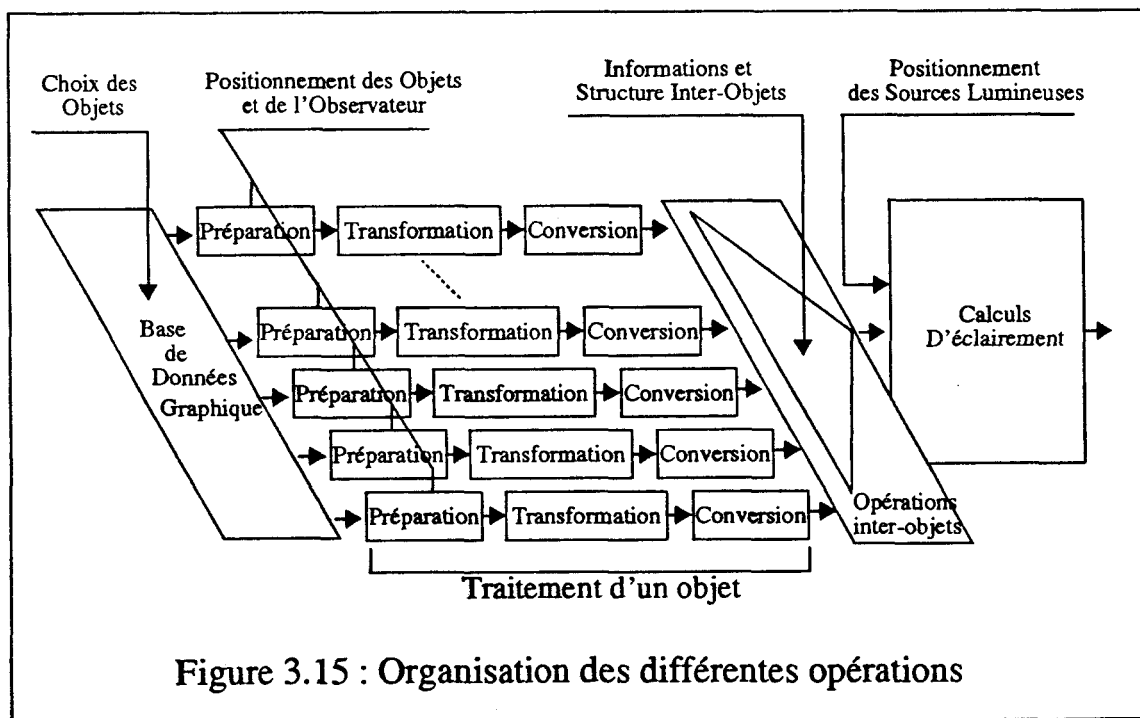 Choix des
Objets
Positionnement des Objets
et de l'Observateur
Informations et
Structure Inter-Objets
Positionnement
des Sources Lumineuses
Préparation
Transformation
Conversion
Préparation
Transformation
Conversion
Préparation
Transformation
Conversion
Préparation
Transformation
Conversion
Préparation
Transformation
Conversion
Base
de
Données
Graphique
Opérations
inter-objets
Calculs
D'éclairement
Traitement d'un objet
Figure 3.15 : Organisation des différentes opérations